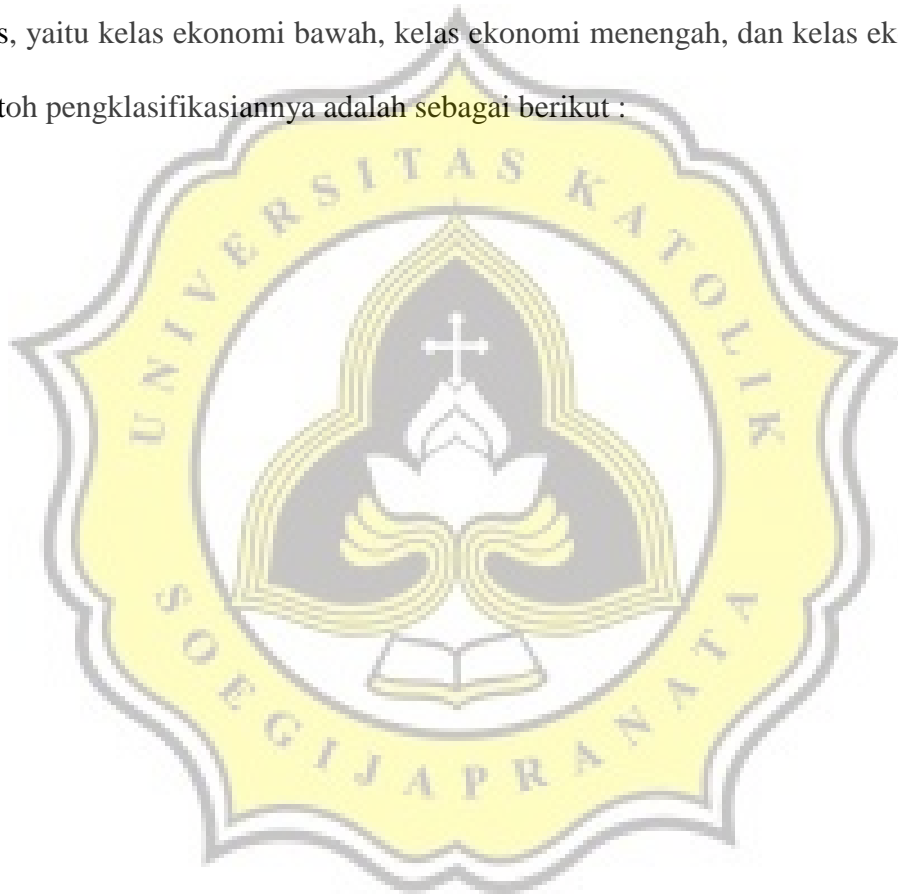 s, yaitu kelas ekonomi bawah, kelas ekonomi menengah, dan kelas ek
toh pengklasifikasiannya adalah sebagai berikut :
UNIVERSITAS KATOLIK
SOEGIJAPRANATA